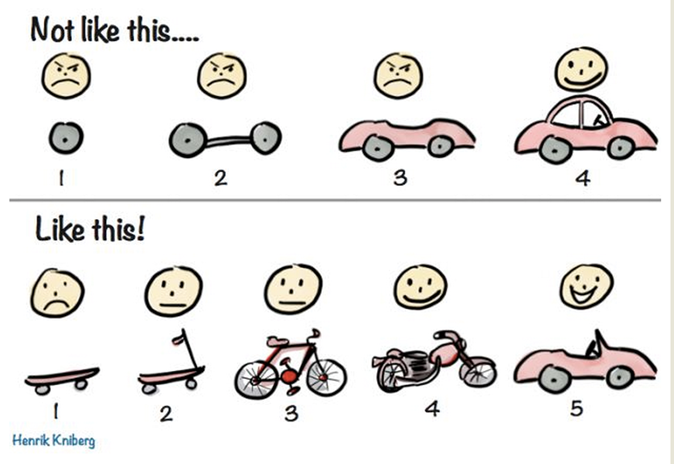 Not like this....
1 2 3 4
Like this!
1 2 3 4 5
Henrik Kniberg